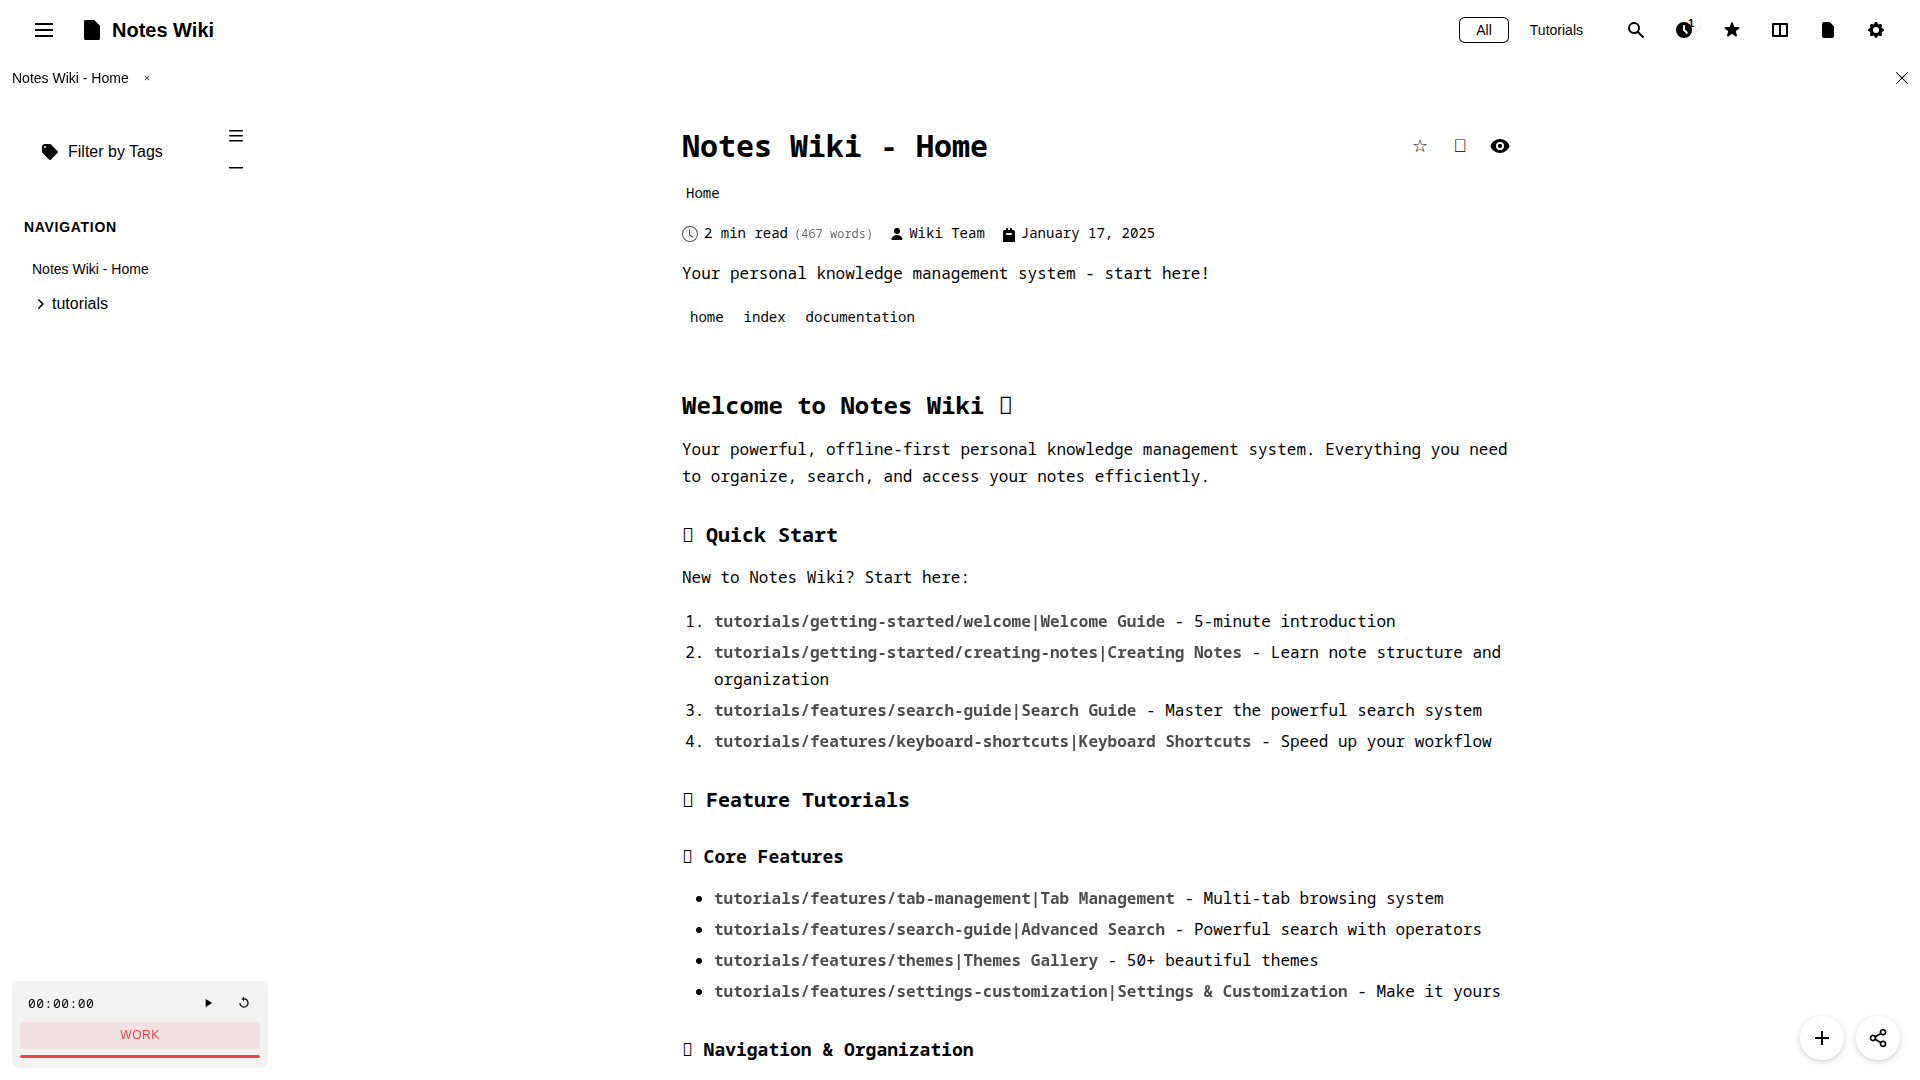 Notes Wiki
All
Tutorials
1
Notes Wiki - Home ×
Filter by Tags
NAVIGATION
Notes Wiki - Home
tutorials
Notes Wiki - Home
☆
Home
2 min read (467 words) Wiki Team January 17, 2025
Your personal knowledge management system - start here!
home index documentation
Welcome to Notes Wiki
Your powerful, offline-first personal knowledge management system. Everything you need
to organize, search, and access your notes efficiently.
Quick Start
New to Notes Wiki? Start here:
1. tutorials/getting-started/welcome|Welcome Guide - 5-minute introduction
2. tutorials/getting-started/creating-notes|Creating Notes - Learn note structure and
organization
3. tutorials/features/search-guide|Search Guide - Master the powerful search system
4. tutorials/features/keyboard-shortcuts|Keyboard Shortcuts - Speed up your workflow
Feature Tutorials
Core Features
• tutorials/features/tab-management|Tab Management - Multi-tab browsing system
• tutorials/features/search-guide|Advanced Search - Powerful search with operators
• tutorials/features/themes|Themes Gallery - 50+ beautiful themes
• tutorials/features/settings-customization|Settings & Customization - Make it yours
Navigation & Organization
00:00:00
WORK